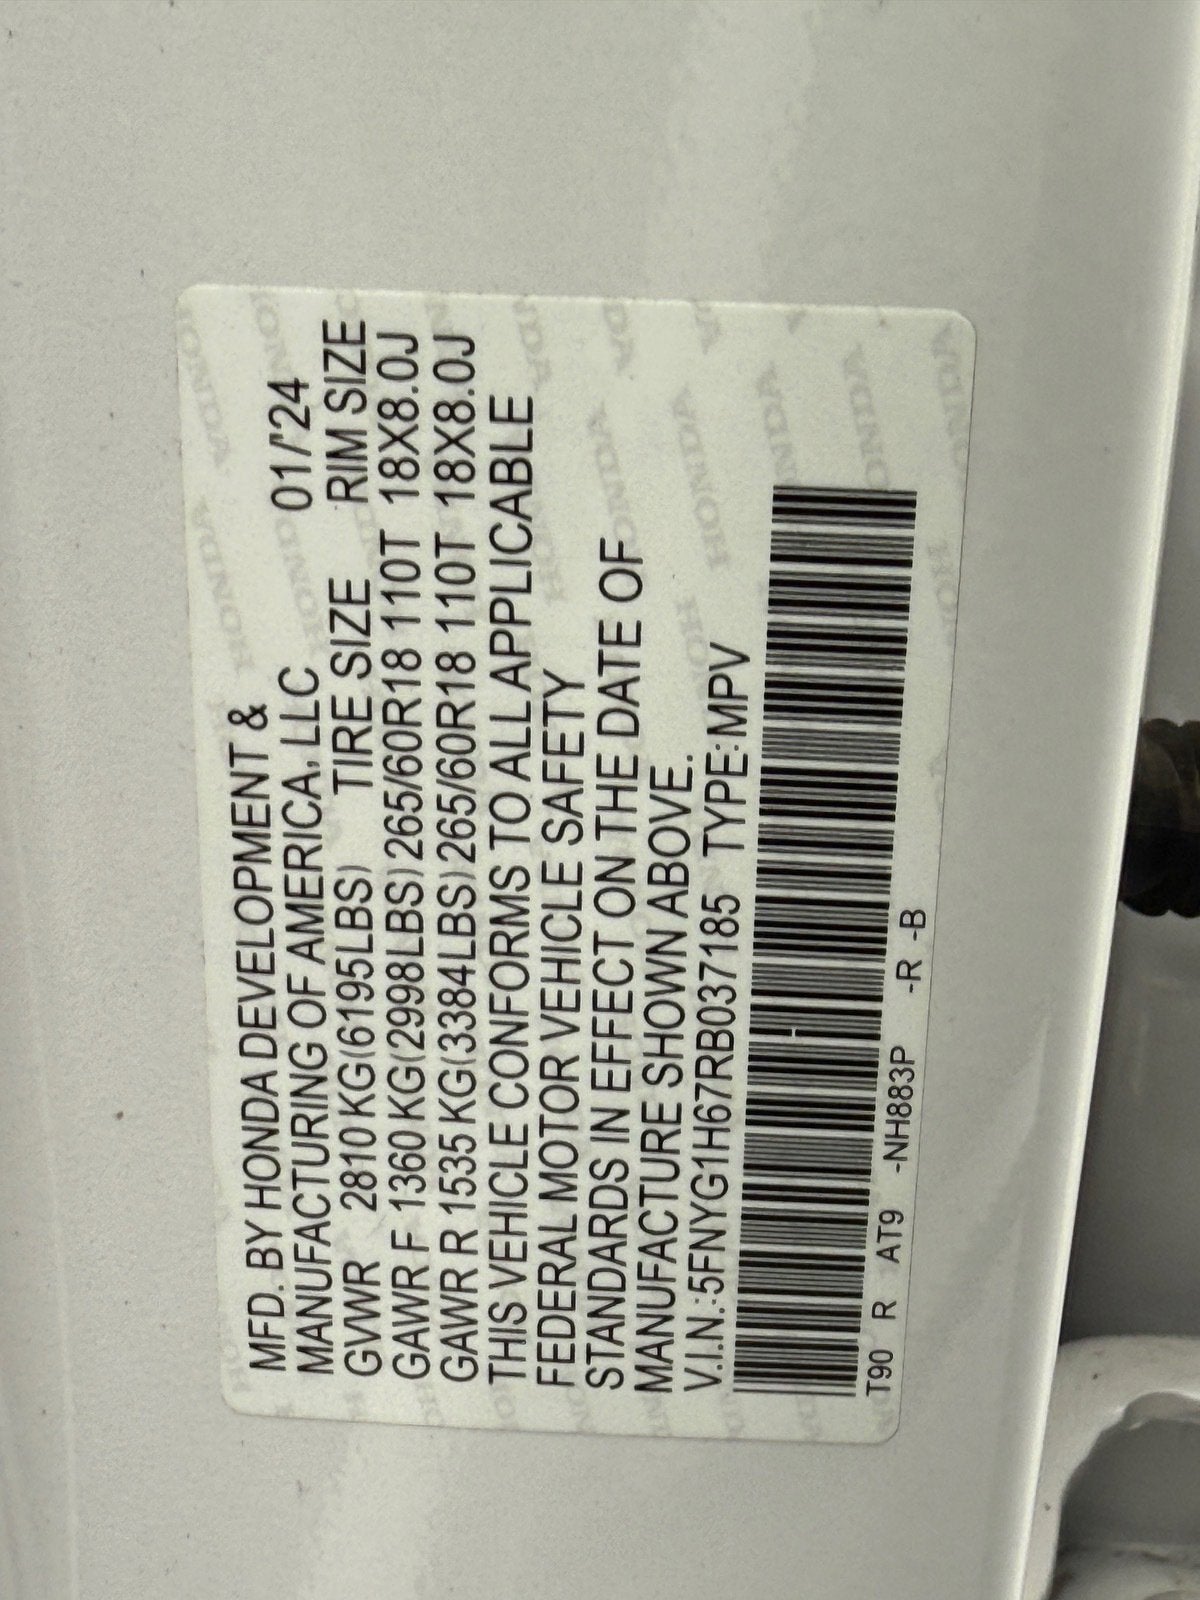 MFD. BY HONDA DEVELOPMENT &
MANUFACTURING OF AMERICA, LLC 01/'24
GVWR 2810 KG(6195LBS) TIRE SIZE RIM SIZE
GAWR F 1360 KG(2998LBS) 265/60R18 110T 18X8.0J
GAWR R 1535 KG(3384LBS) 265/60R18 110T 18X8.0J
THIS VEHICLE CONFORMS TO ALL APPLICABLE
FEDERAL MOTOR VEHICLE SAFETY
STANDARDS IN EFFECT ON THE DATE OF
MANUFACTURE SHOWN ABOVE.
V.I.N.:5FNYG1H67RB037185 TYPE:MPV
T90 R AT9 -NH883P -R -B